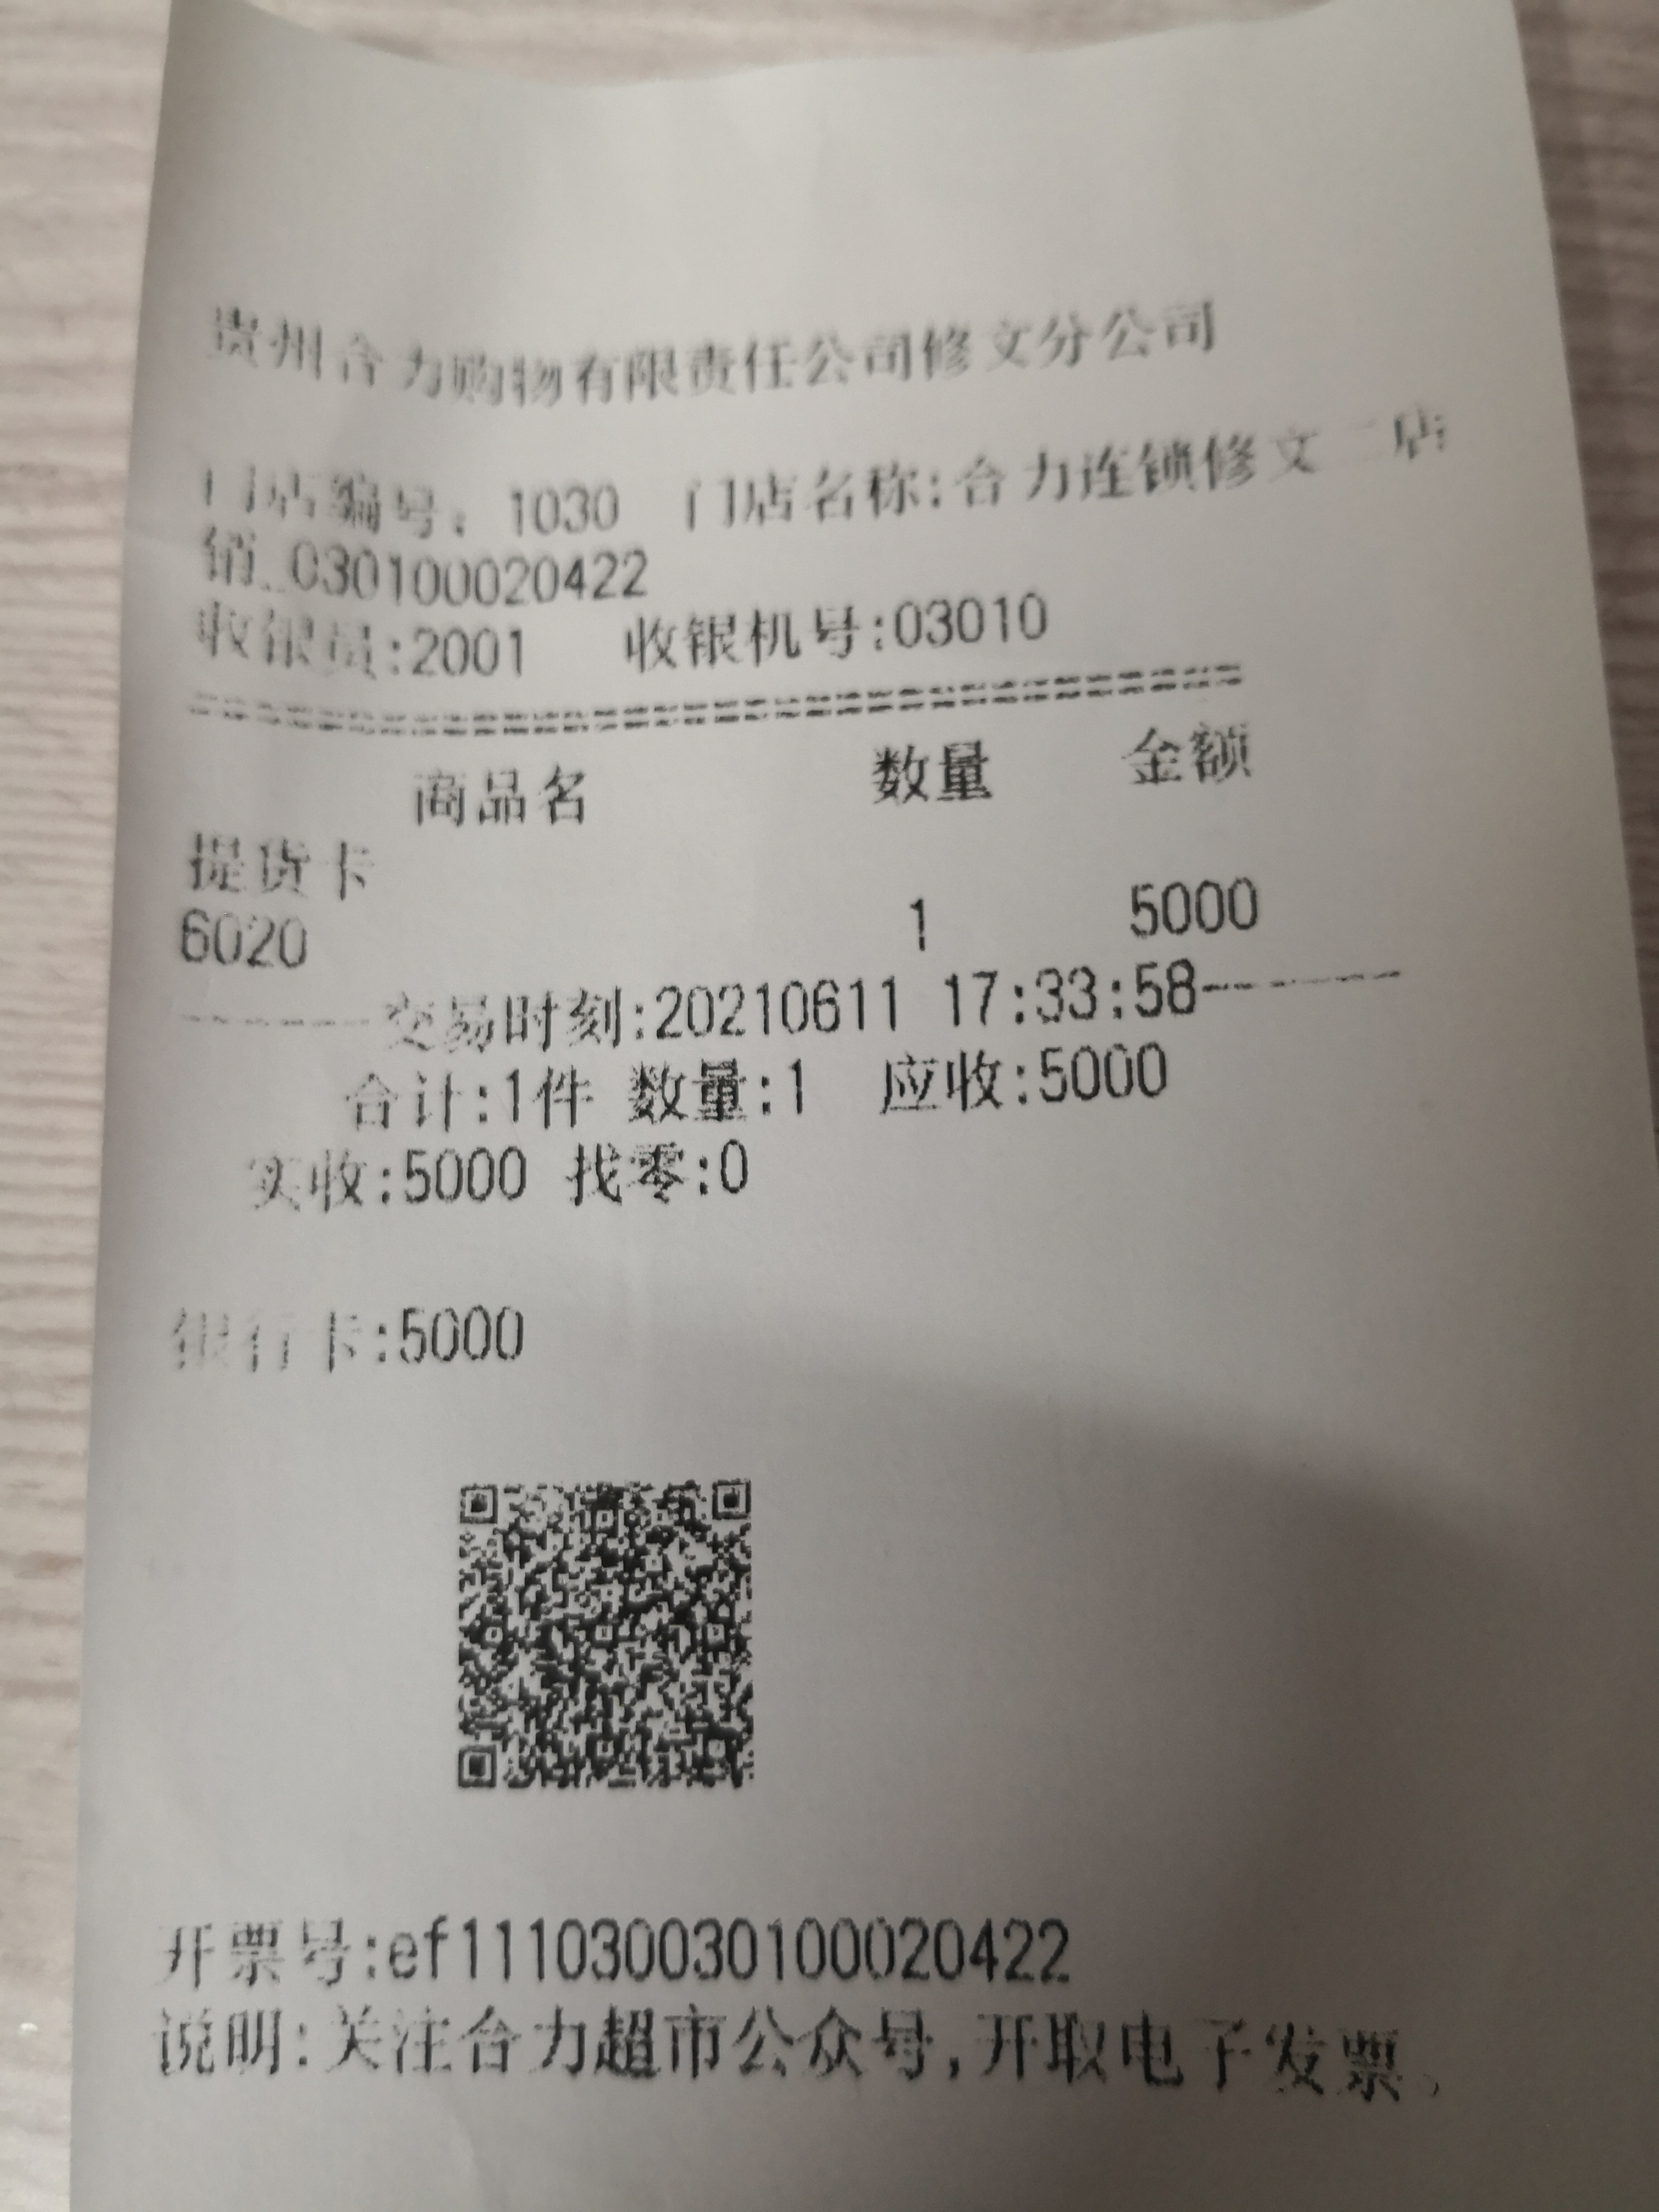 贵州合力购物有限责任公司修文分公司
门店编号: 1030 门店名称:合力连锁修文二店
销_030100020422
收银员:2001 收银机号:03010
==================================
商品名 数量 金额
提货卡
6020 1 5000
--------交易时刻:20210611 17:33:58--------
合计:1件 数量:1 应收:5000
实收:5000 找零:0
银行卡:5000
开票号:ef111030030100020422
说明:关注合力超市公众号,开取电子发票。